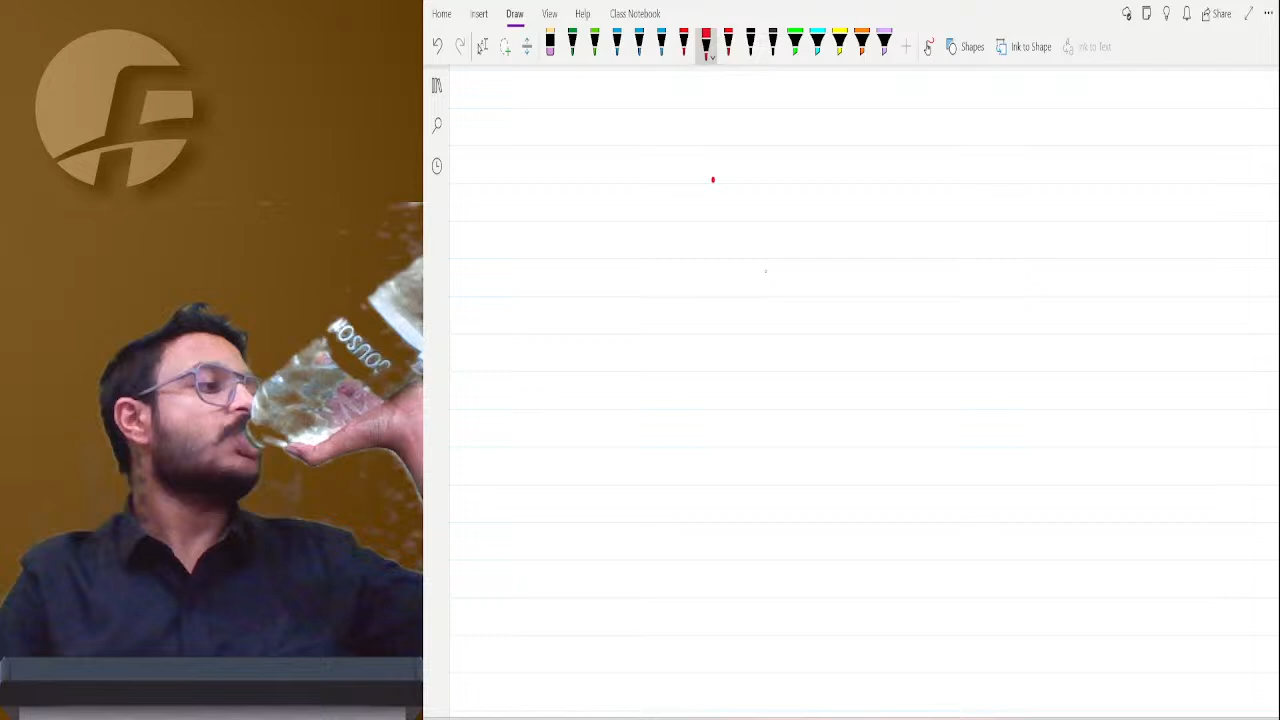 Home Insert Draw View Help Class Notebook Share
Shapes Ink to Shape Ink to Text